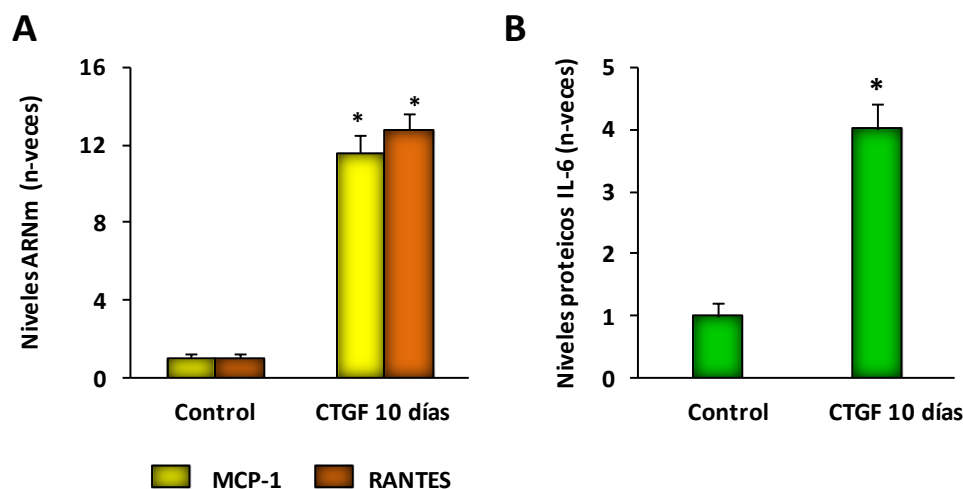 A
Niveles ARNm (n-veces)
16
12
8
4
0
* *
Control CTGF 10 días
MCP-1 RANTES
B
Niveles proteicos IL-6 (n-veces)
5
4
3
2
1
0
*
Control CTGF 10 días